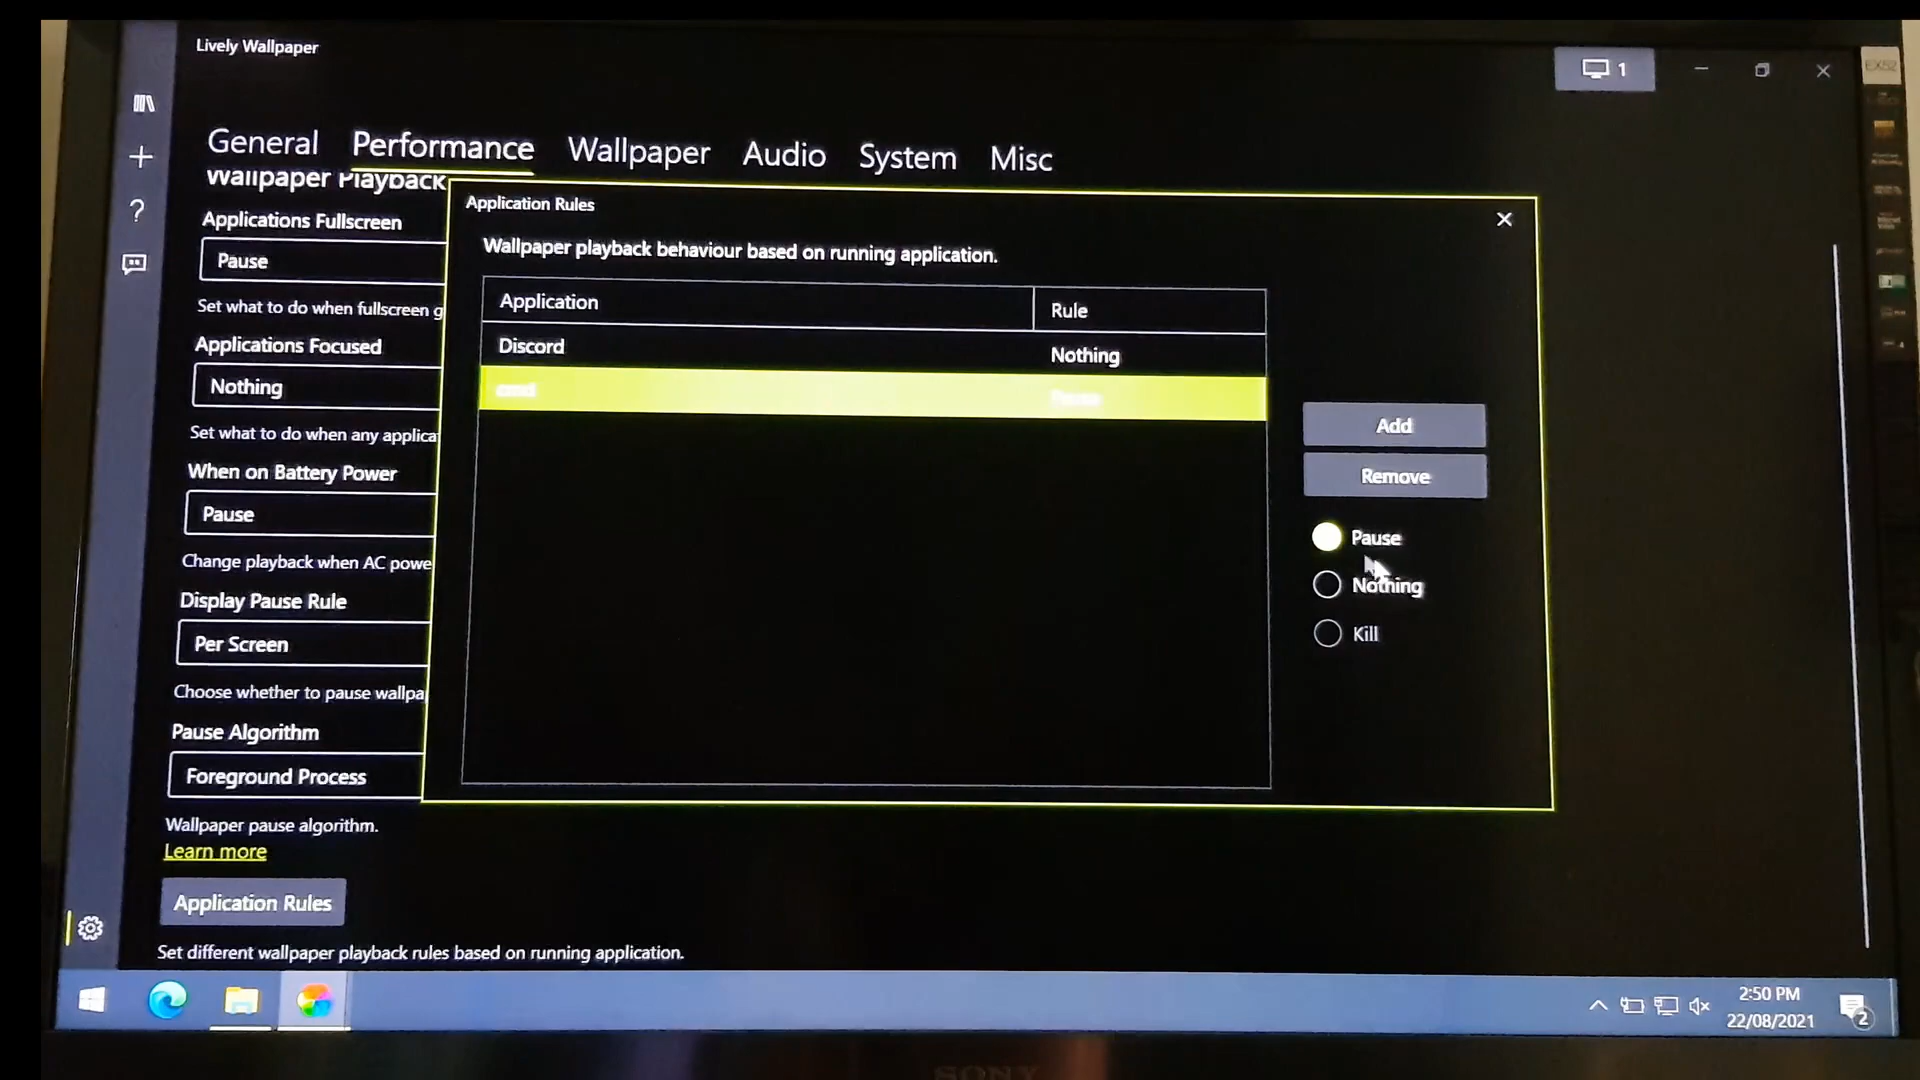 Lively Wallpaper
1
General Performance Wallpaper Audio System Misc
Wallpaper Playback
Applications Fullscreen
Pause
Set what to do when fullscreen g
Applications Focused
Nothing
Set what to do when any applica
When on Battery Power
Pause
Change playback when AC powe
Display Pause Rule
Per Screen
Choose whether to pause wallpa
Pause Algorithm
Foreground Process
Wallpaper pause algorithm.
Learn more
Application Rules
Set different wallpaper playback rules based on running application.
Application Rules
Wallpaper playback behaviour based on running application.
Application Rule
Discord Nothing
cmd Pause
Add
Remove
Pause
Nothing
Kill
2:50 PM
22/08/2021
2
EX52
SONY